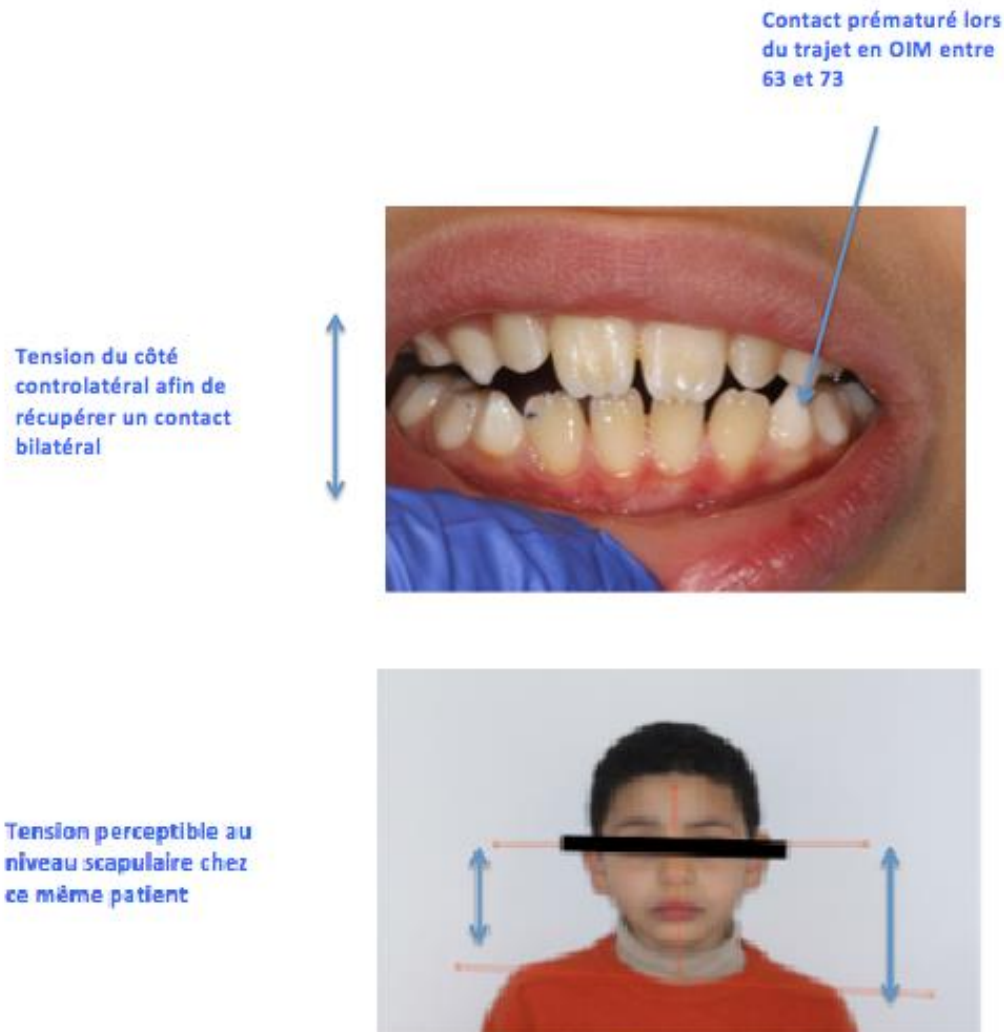 Contact prématuré lors
du trajet en OIM entre
63 et 73
Tension du côté
controlatéral afin de
récupérer un contact
bilatéral
Tension perceptible au
niveau scapulaire chez
ce même patient